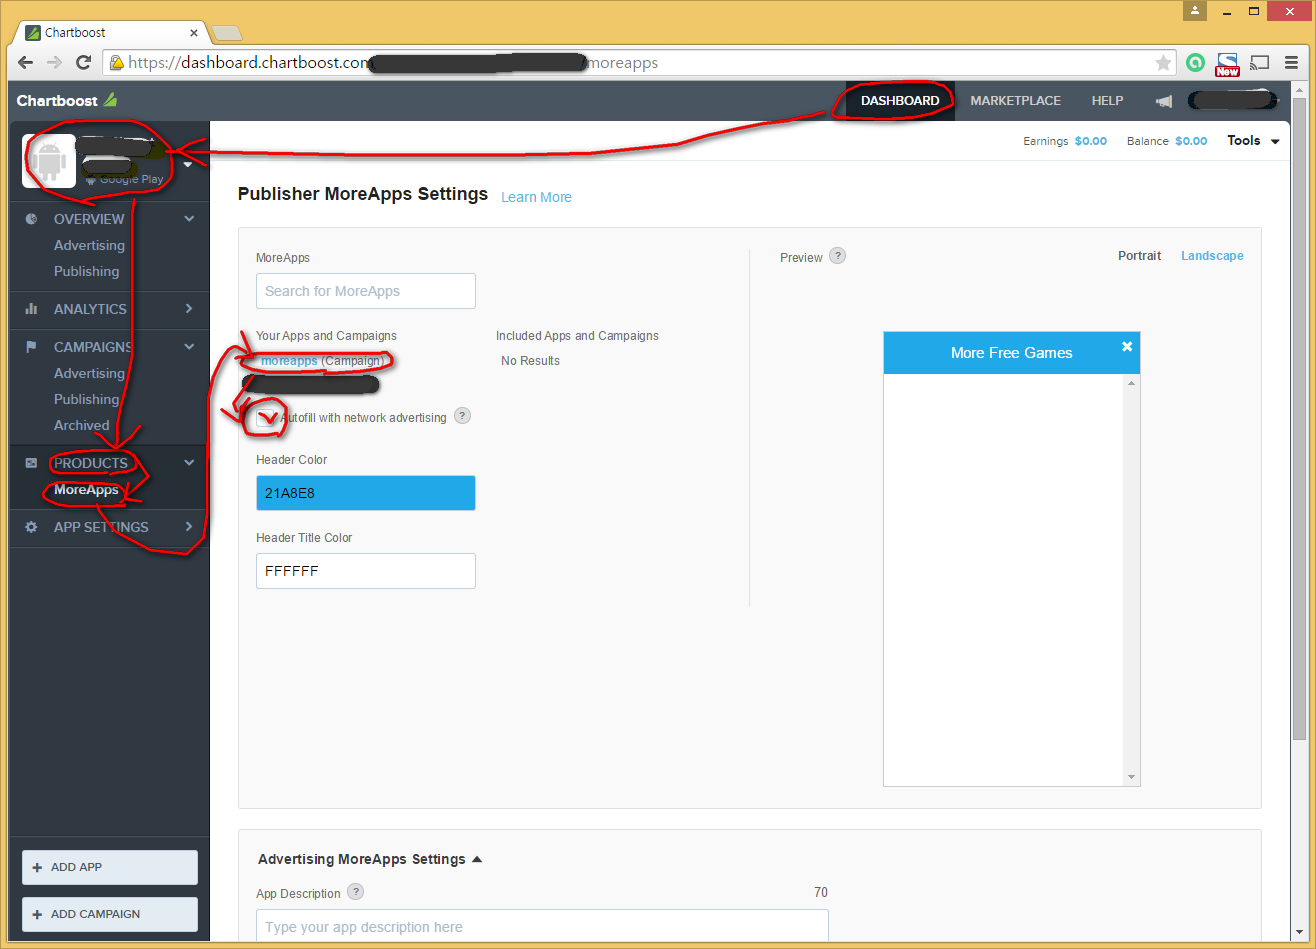 Chartboost
https://dashboard.chartboost.com
/moreapps
New
Chartboost
DASHBOARD
MARKETPLACE
HELP
Google Play
Earnings $0.00
Balance $0.00
Tools
OVERVIEW
Advertising
Publishing
ANALYTICS
CAMPAIGNS
Advertising
Publishing
Archived
PRODUCTS
MoreApps
APP SETTINGS
+ ADD APP
+ ADD CAMPAIGN
Publisher MoreApps Settings Learn More
MoreApps
Search for MoreApps
Your Apps and Campaigns
moreapps (Campaign)
Included Apps and Campaigns
No Results
Autofill with network advertising ?
Header Color
21A8E8
Header Title Color
FFFFFF
Preview ?
Portrait Landscape
More Free Games
Advertising MoreApps Settings
App Description ? 70
Type your app description here